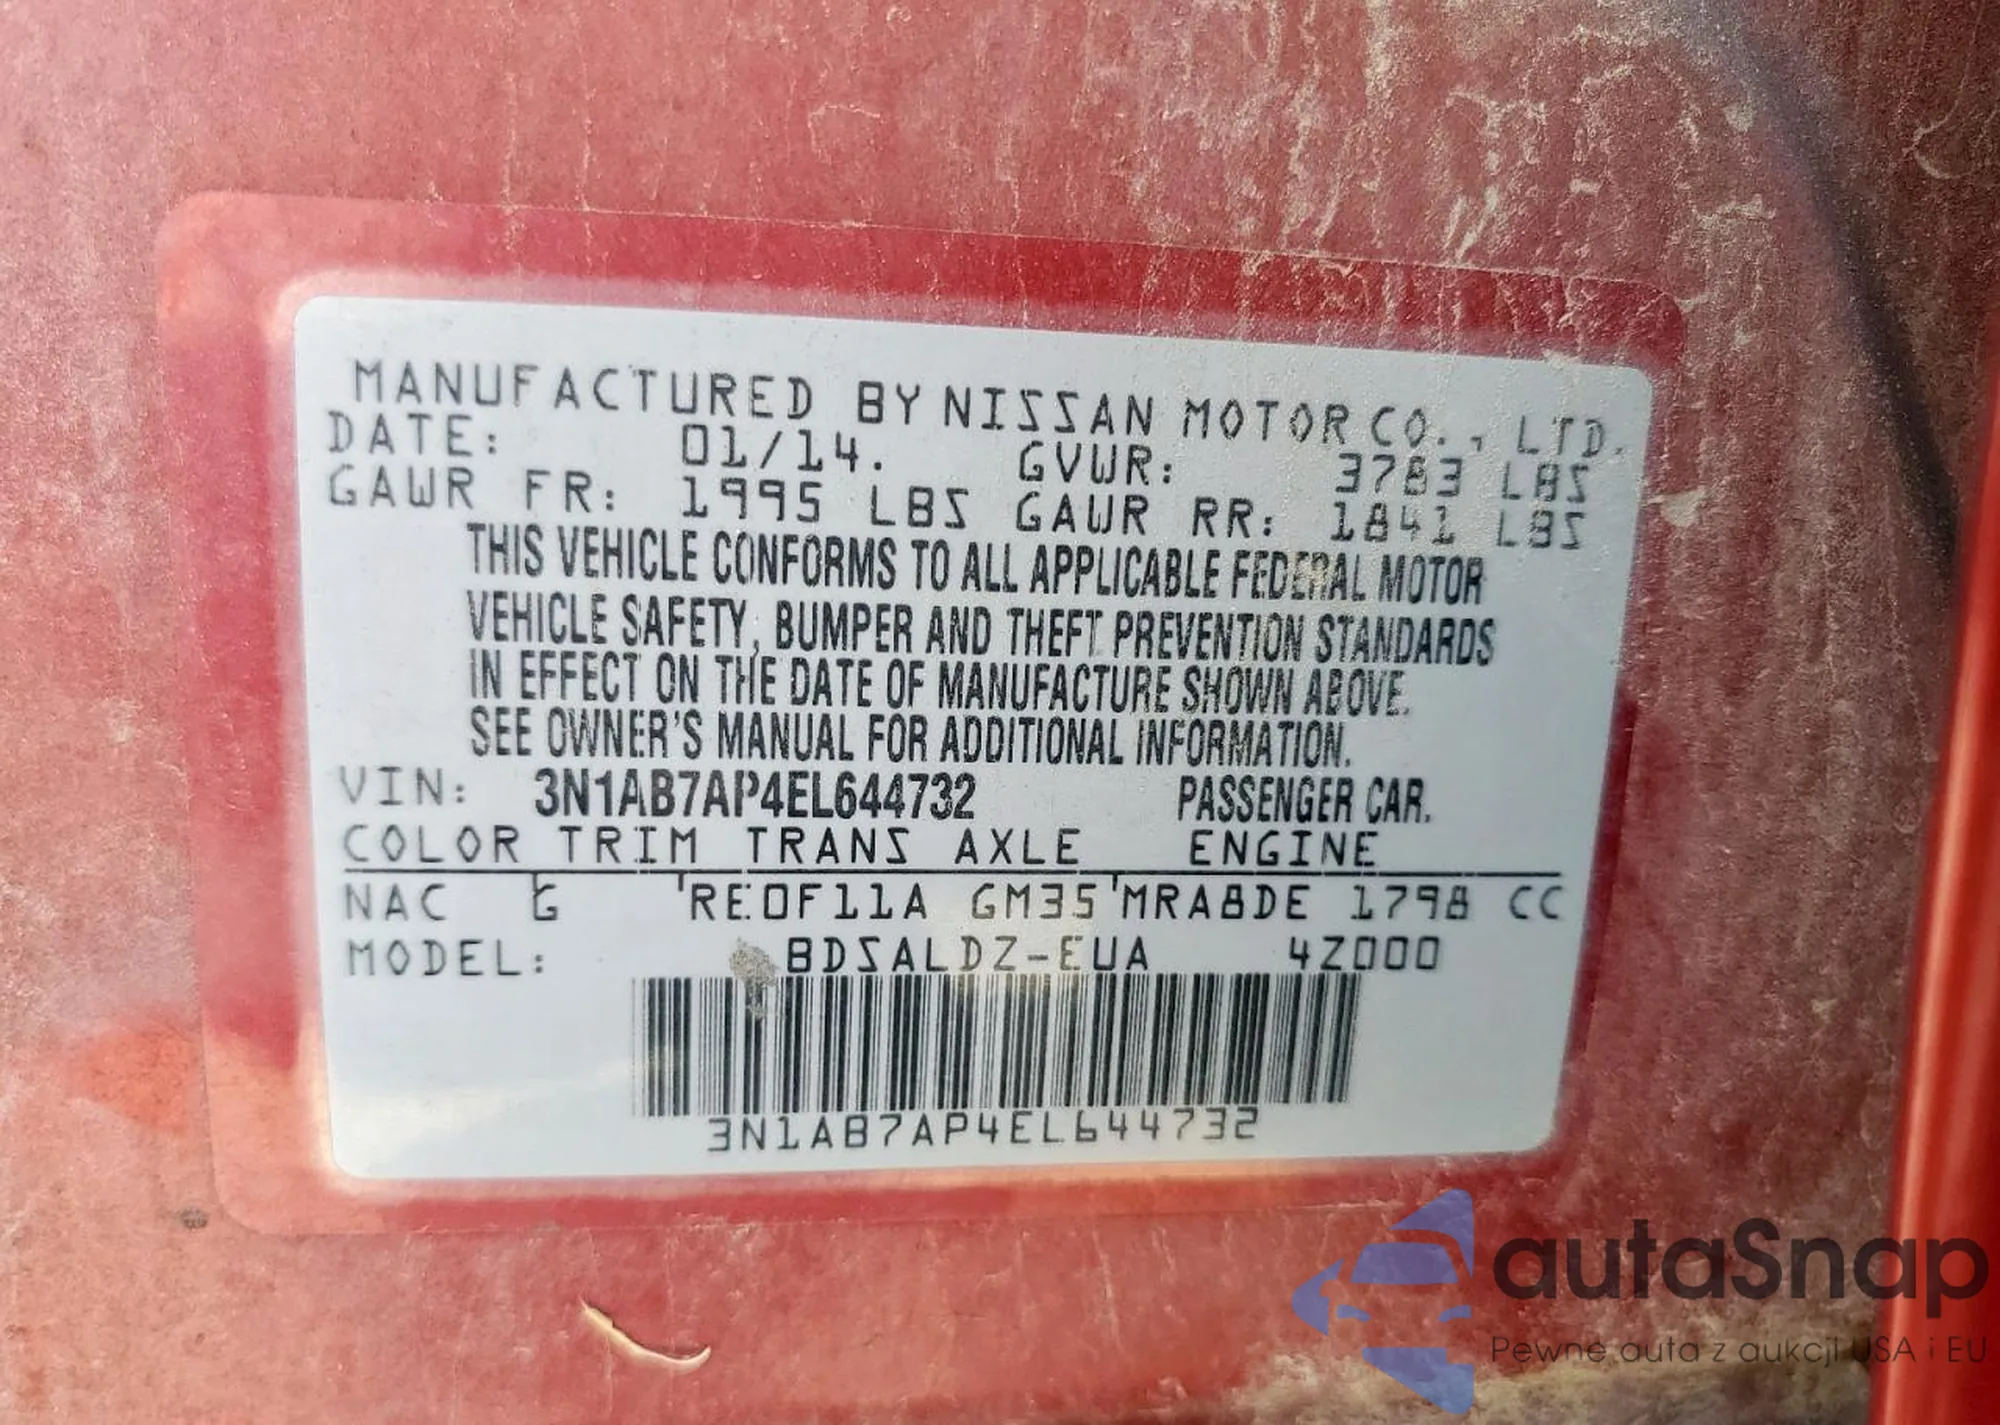 MANUFACTURED BY NISSAN MOTOR CO., LTD.
DATE: 01/14. GVWR: 3783 LBS
GAWR FR: 1995 LBS GAWR RR: 1841 LBS
THIS VEHICLE CONFORMS TO ALL APPLICABLE FEDERAL MOTOR
VEHICLE SAFETY, BUMPER AND THEFT PREVENTION STANDARDS
IN EFFECT ON THE DATE OF MANUFACTURE SHOWN ABOVE.
SEE OWNER'S MANUAL FOR ADDITIONAL INFORMATION.
VIN: 3N1AB7AP4EL644732 PASSENGER CAR.
COLOR TRIM TRANS AXLE ENGINE
NAC G RE0F11A GM35 MRA8DE 1798 CC
MODEL: BDSALDZ-EUA 4Z000
3N1AB7AP4EL644732
autaSnap
Pewne auta z aukcji USA i EU